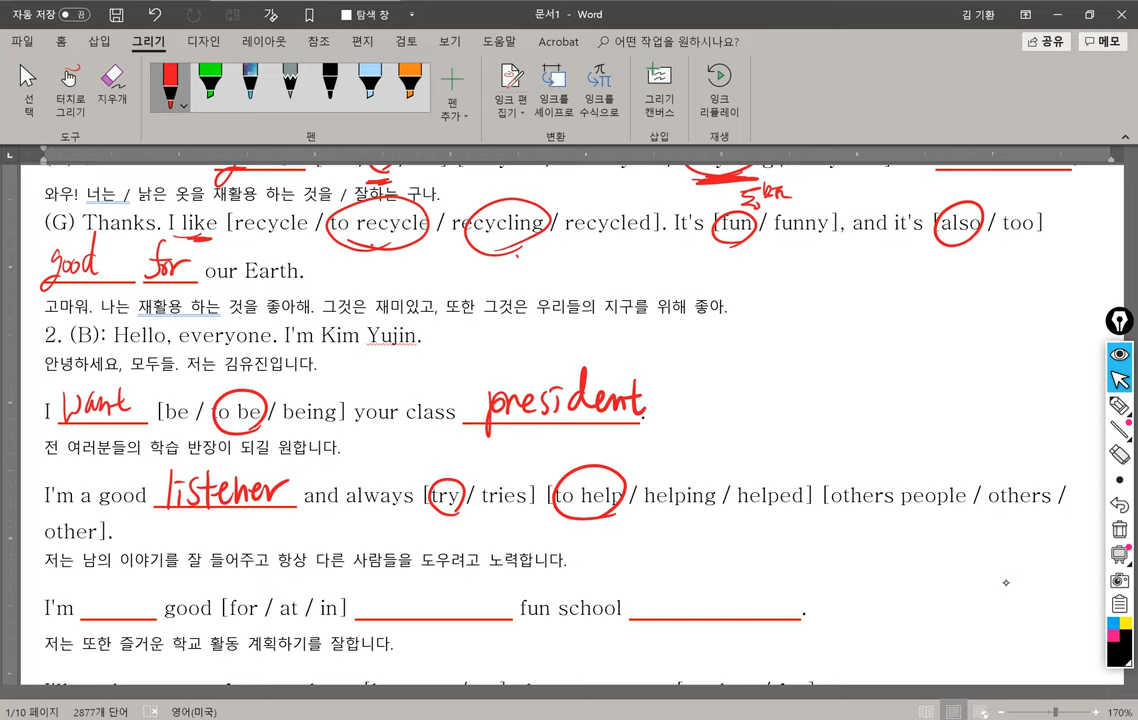 자동 저장 끔 탐색 창 문서1 - Word 김 기환
파일 홈 삽입 그리기 디자인 레이아웃 참조 편지 검토 보기 도움말 Acrobat 어떤 작업을 원하시나요? 공유 메모
선택 터치로 그리기 지우개 펜 추가 잉크 편집기 잉크를 셰이프로 잉크를 수식으로 그리기 캔버스 잉크 리플레이
도구 펜 변환 삽입 재생
와우! 너는 / 낡은 옷을 재활용 하는 것을 / 잘하는 구나.
(G) Thanks. I like [recycle / to recycle / recycling / recycled]. It's [fun / funny], and it's [also / too]
good for our Earth.
고마워. 나는 재활용 하는 것을 좋아해. 그것은 재미있고, 또한 그것은 우리들의 지구를 위해 좋아.
2. (B): Hello, everyone. I'm Kim Yujin.
안녕하세요, 모두들. 저는 김유진입니다.
I want [be / to be / being] your class president.
전 여러분들의 학습 반장이 되길 원합니다.
I'm a good listener and always [try / tries] [to help / helping / helped] [others people / others /
other].
저는 남의 이야기를 잘 들어주고 항상 다른 사람들을 도우려고 노력합니다.
I'm ______ good [for / at / in] ____________ fun school ____________.
저는 또한 즐거운 학교 활동 계획하기를 잘합니다.
1/10 페이지 2877개 단어 영어(미국) 170%